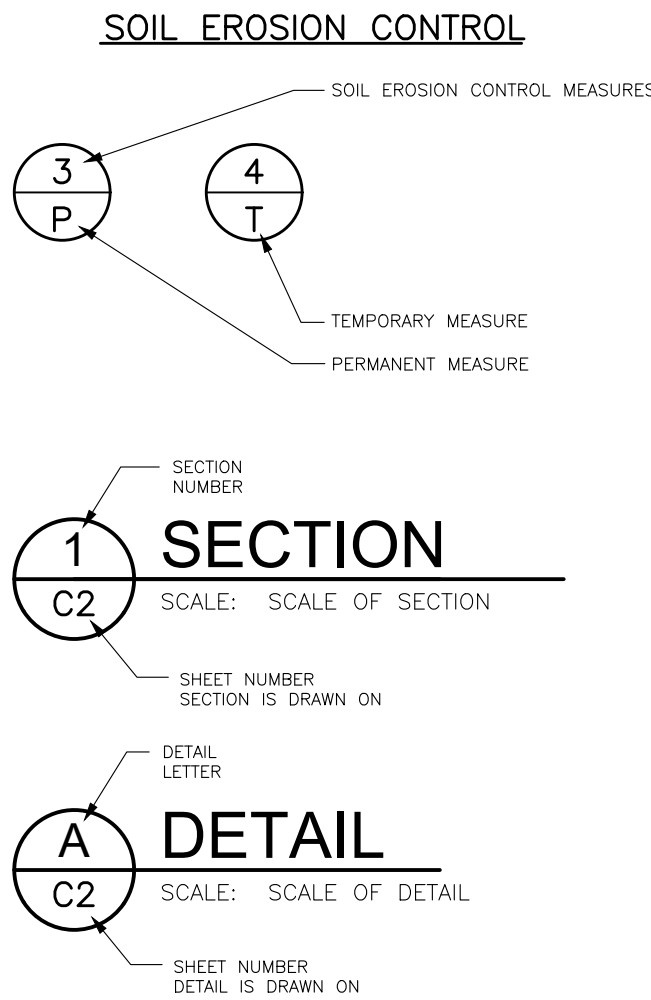 SOIL EROSION CONTROL
SOIL EROSION CONTROL MEASURES
3
P
4
T
TEMPORARY MEASURE
PERMANENT MEASURE
SECTION
NUMBER
1
SECTION
C2
SCALE: SCALE OF SECTION
SHEET NUMBER
SECTION IS DRAWN ON
DETAIL
LETTER
A
DETAIL
C2
SCALE: SCALE OF DETAIL
SHEET NUMBER
DETAIL IS DRAWN ON